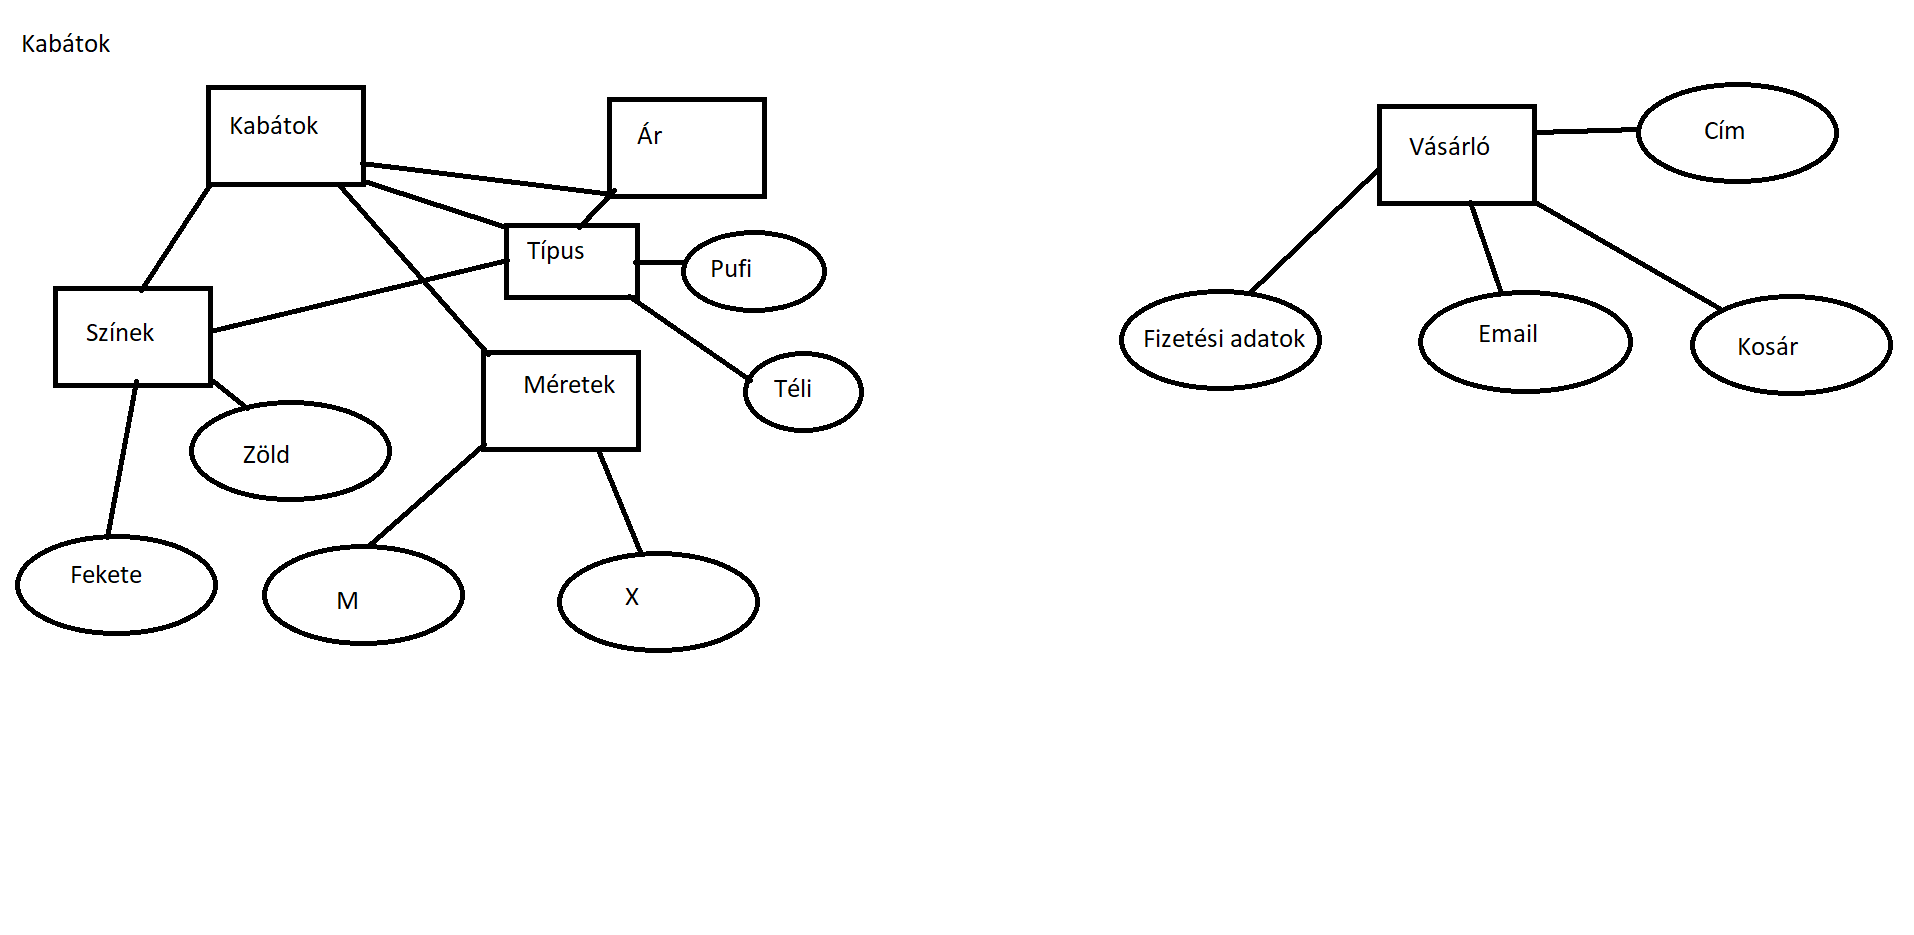 Kabátok
Kabátok
Ár
Típus
Pufi
Színek
Méretek
Téli
Zöld
Fekete
M
X
Vásárló
Cím
Fizetési adatok
Email
Kosár